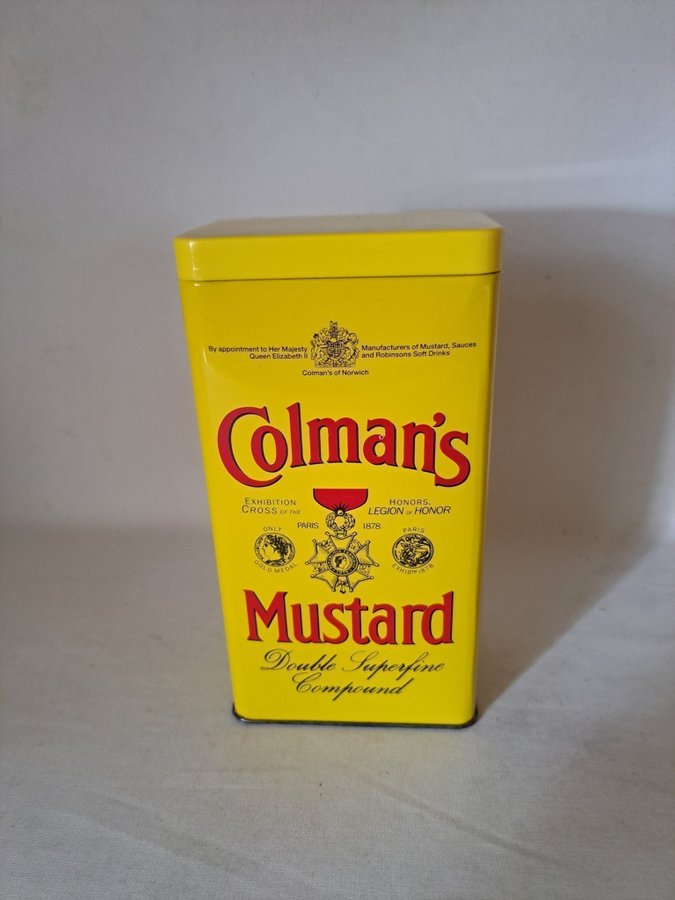 By appointment to Her Majesty
Queen Elizabeth II
Manufacturers of Mustard, Sauces
and Robinsons Soft Drinks
Colman's of Norwich
Colman's
EXHIBITION
CROSS OF THE
HONORS.
LEGION OF HONOR
PARIS 1878
ONLY
GOLD MEDAL
PARIS
EXHIBTN 1878
Mustard
Double Superfine
Compound